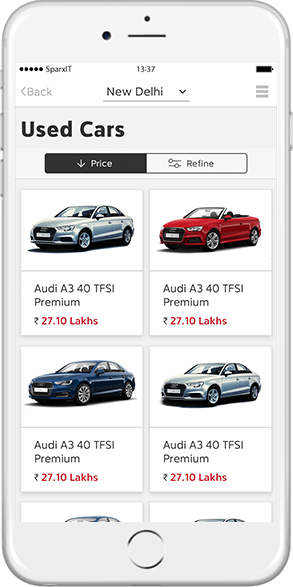 SparxIT 13:37
Back New Delhi
Used Cars
Price Refine
Audi A3 40 TFSI
Premium
₹ 27.10 Lakhs
Audi A3 40 TFSI
Premium
₹ 27.10 Lakhs
Audi A3 40 TFSI
Premium
₹ 27.10 Lakhs
Audi A3 40 TFSI
Premium
₹ 27.10 Lakhs